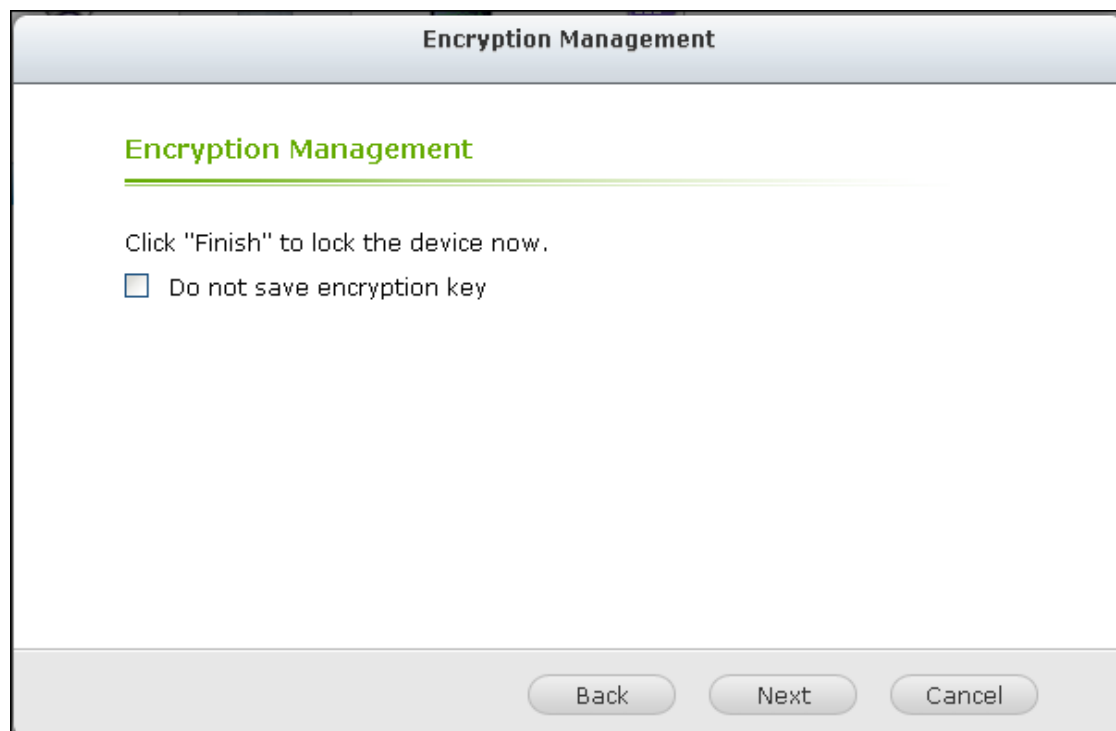 Encryption Management
Encryption Management
Click "Finish" to lock the device now.
Do not save encryption key
Back Next Cancel